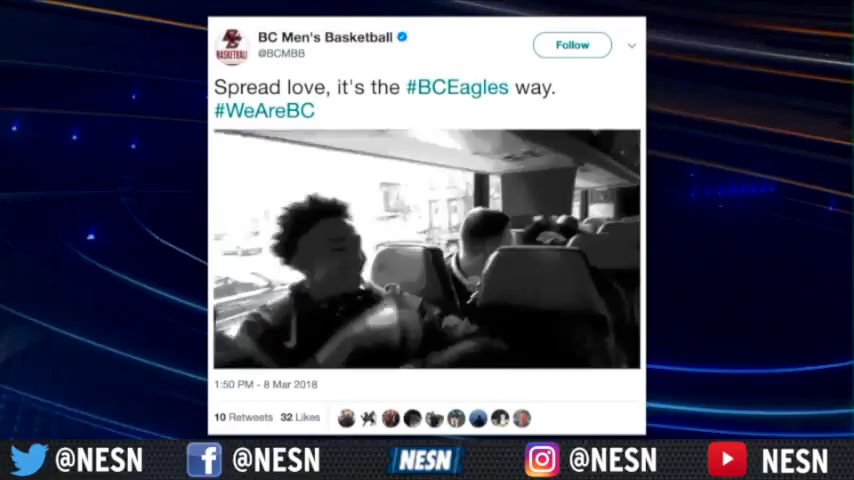 BC Men's Basketball
@BCMBB
Follow
BASKETBALL
Spread love, it's the #BCEagles way.
#WeAreBC
1:50 PM - 8 Mar 2018
10 Retweets 32 Likes
@NESN @NESN NESN @NESN NESN